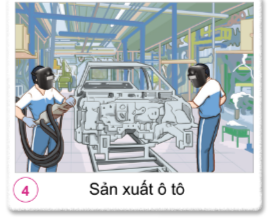 4
Sản xuất ô tô